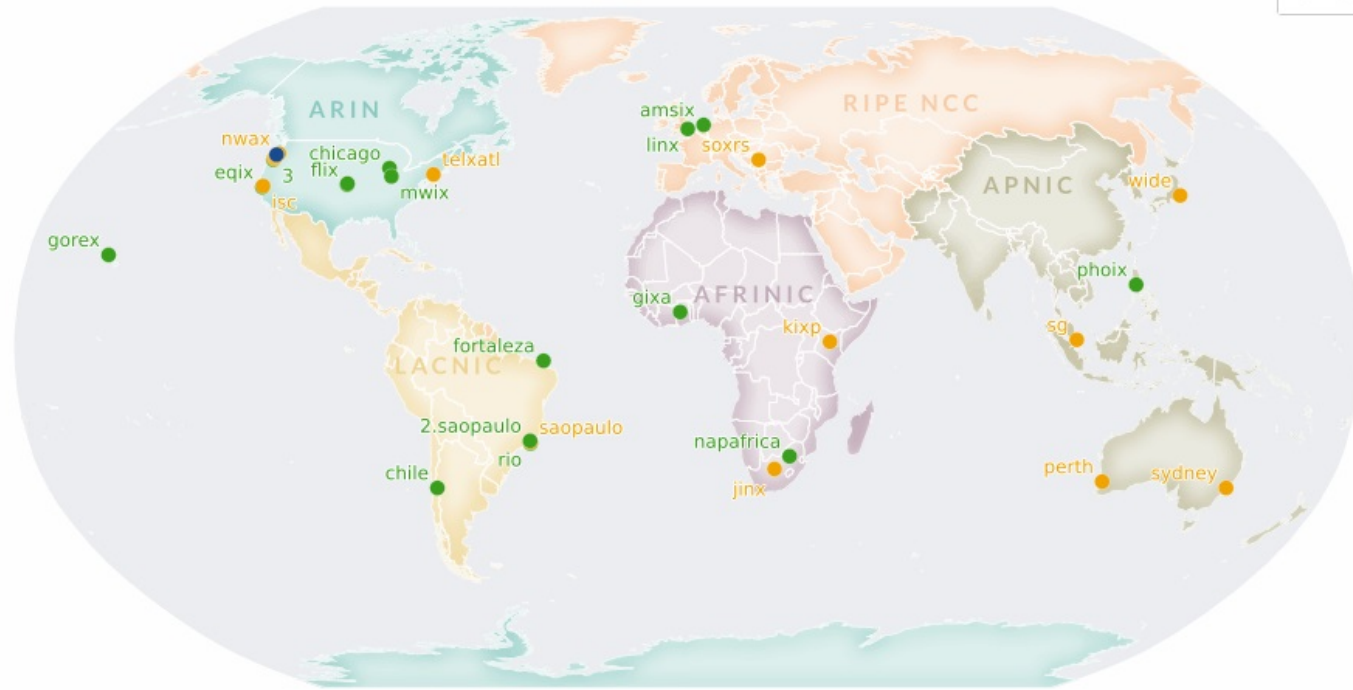 ARIN
RIPE NCC
amsix
linx
soxrs
nwax
chicago
telxatl
eqix
3
flix
mwix
isc
APNIC
wide
gorex
phoix
gixa
AFRINIC
kixp
sg
fortaleza
LACNIC
2.saopaulo
saopaulo
rio
napafrica
chile
jinx
perth
sydney